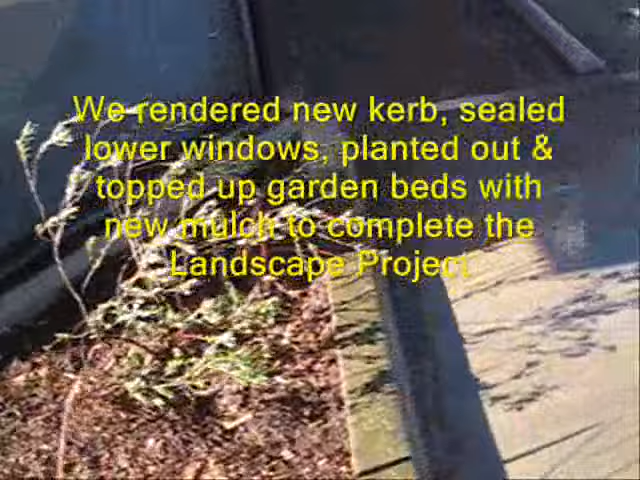 We rendered new kerb, sealed
lower windows, planted out &
topped up garden beds with
new mulch to complete the
Landscape Project